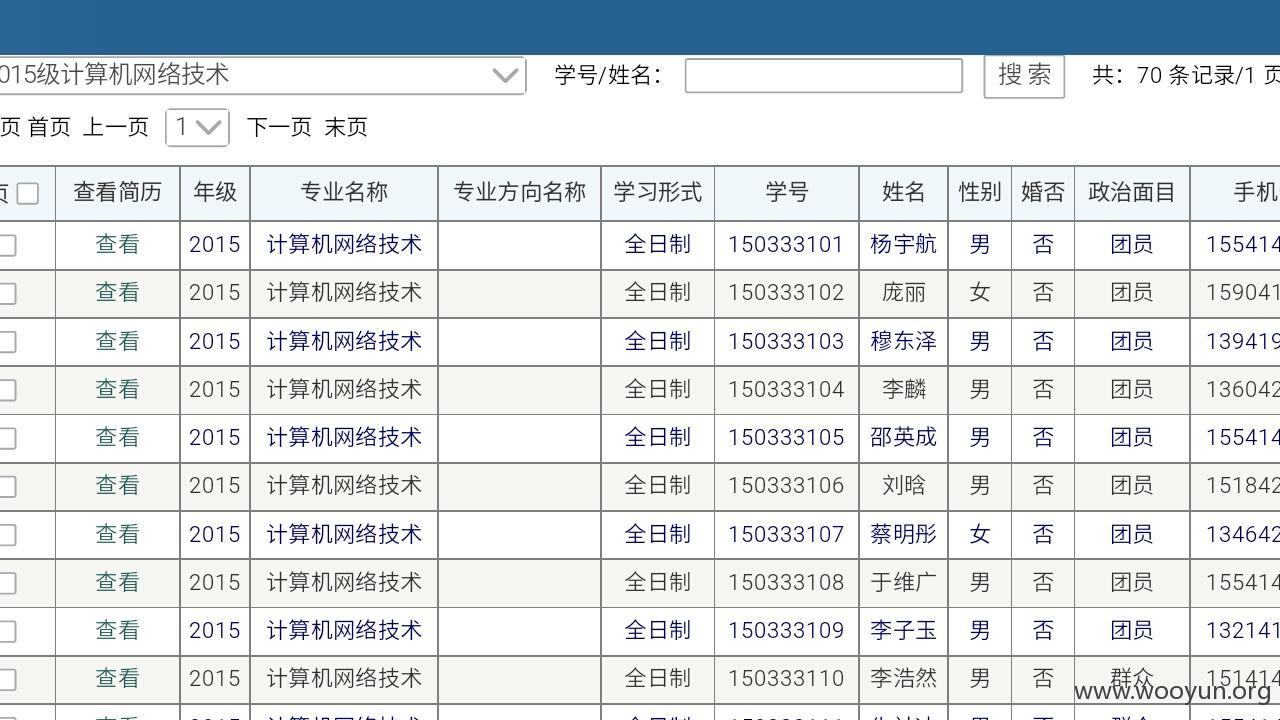 015级计算机网络技术 学号/姓名： 搜 索 共：70 条记录/1 页
页 首页 上一页 1 下一页 末页
页 查看简历 年级 专业名称 专业方向名称 学习形式 学号 姓名 性别 婚否 政治面目 手机
查看 2015 计算机网络技术 全日制 150333101 杨宇航 男 否 团员 155414
查看 2015 计算机网络技术 全日制 150333102 庞丽 女 否 团员 159041
查看 2015 计算机网络技术 全日制 150333103 穆东泽 男 否 团员 139419
查看 2015 计算机网络技术 全日制 150333104 李麟 男 否 团员 136042
查看 2015 计算机网络技术 全日制 150333105 邵英成 男 否 团员 155414
查看 2015 计算机网络技术 全日制 150333106 刘晗 男 否 团员 151842
查看 2015 计算机网络技术 全日制 150333107 蔡明彤 女 否 团员 134642
查看 2015 计算机网络技术 全日制 150333108 于维广 男 否 团员 155414
查看 2015 计算机网络技术 全日制 150333109 李子玉 男 否 团员 132141
查看 2015 计算机网络技术 全日制 150333110 李浩然 男 否 群众 151414
www.wooyun.org